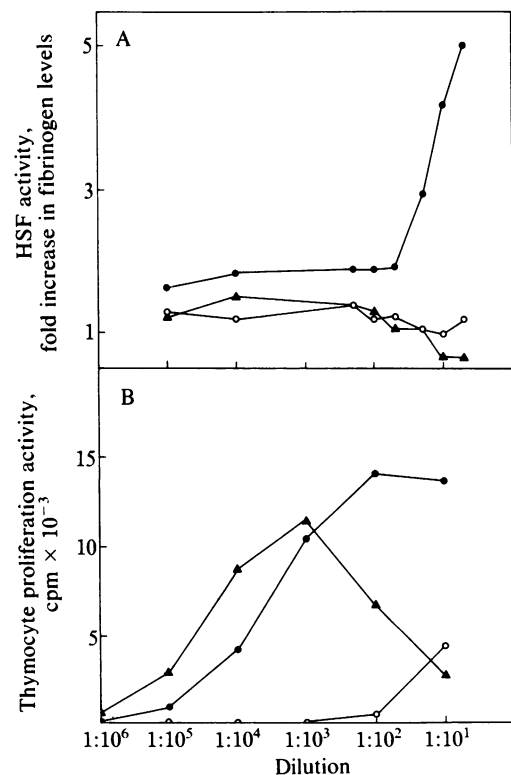 A
HSF activity,
fold increase in fibrinogen levels
5
3
1
B
Thymocyte proliferation activity,
cpm × 10⁻³
15
10
5
1:10⁶ 1:10⁵ 1:10⁴ 1:10³ 1:10² 1:10¹
Dilution